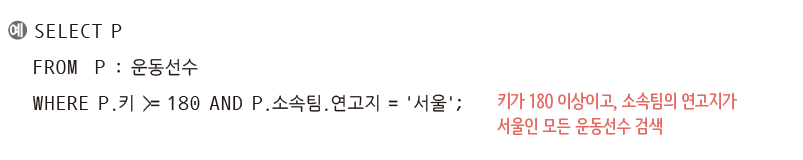 예 SELECT P
FROM P : 운동선수
WHERE P.키 >= 180 AND P.소속팀.연고지 = '서울';
키가 180 이상이고, 소속팀의 연고지가
서울인 모든 운동선수 검색